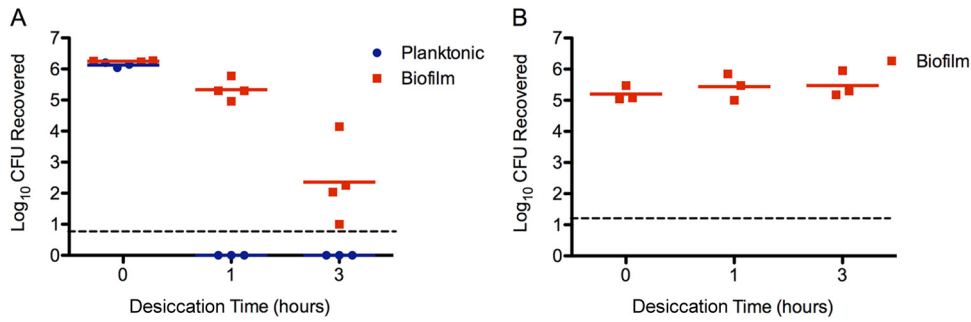 A
Log10 CFU Recovered
7
6
5
4
3
2
1
0
0 1 3
Desiccation Time (hours)
Planktonic
Biofilm
B
Log10 CFU Recovered
7
6
5
4
3
2
1
0
0 1 3
Desiccation Time (hours)
Biofilm